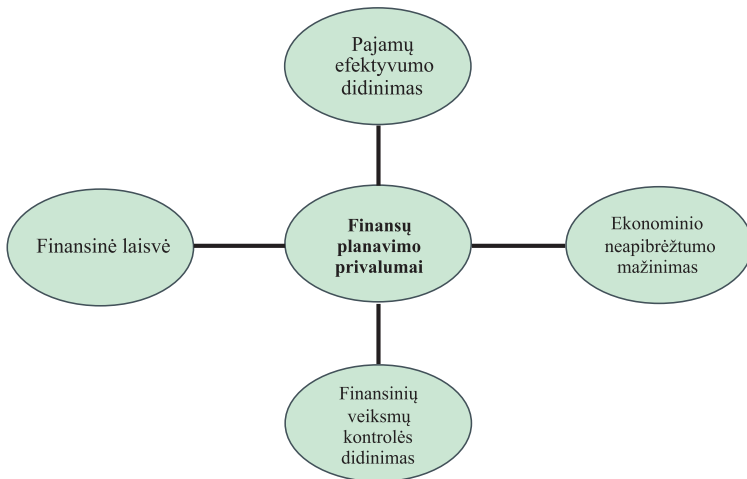 Pajamų
efektyvumo
didinimas
Finansinė laisvė
Finansų
planavimo
privalumai
Ekonominio
neapibrėžtumo
mažinimas
Finansinių
veiksmų
kontrolės
didinimas